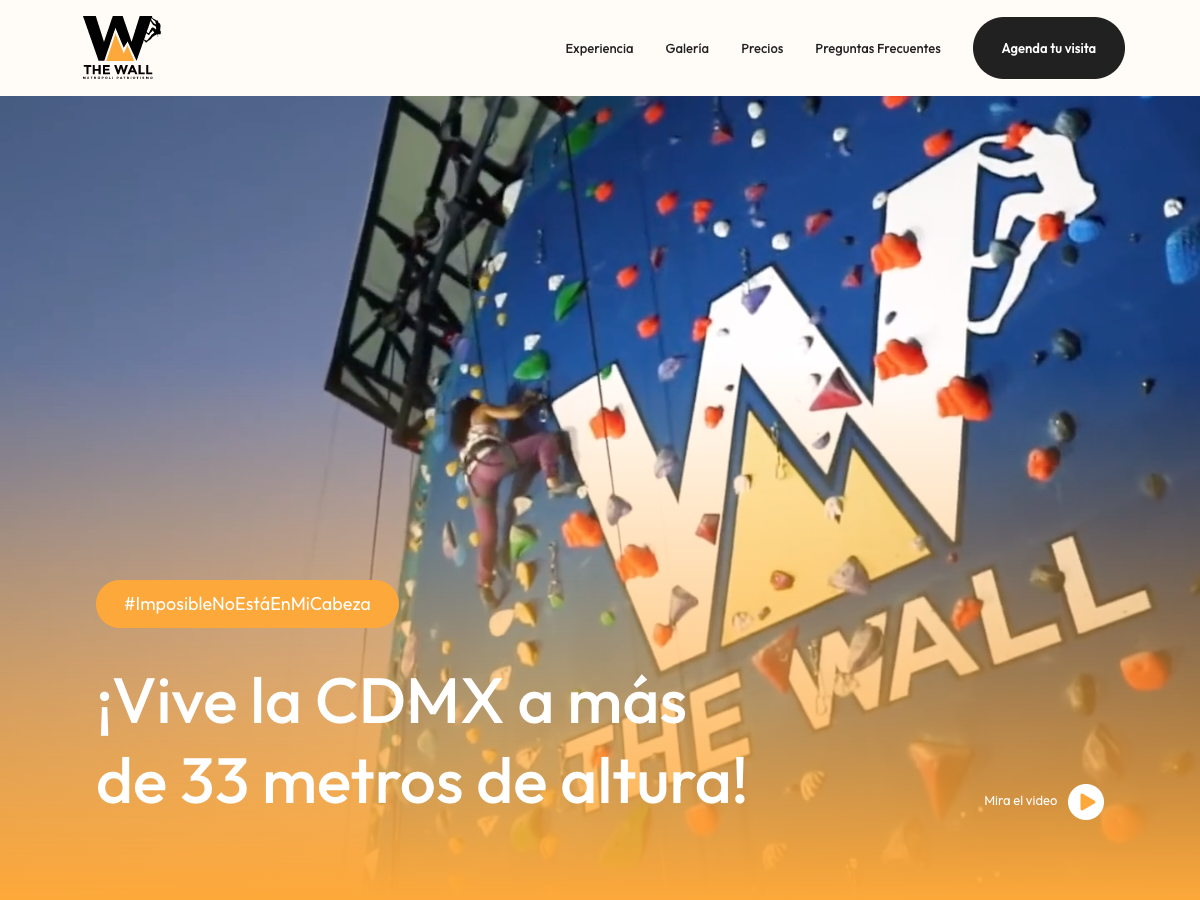 THE WALL
METRÓPOLI PATRIOTISMO
Experiencia
Galería
Precios
Preguntas Frecuentes
Agenda tu visita
W
THE WALL
#ImposibleNoEstáEnMiCabeza
¡Vive la CDMX a más
de 33 metros de altura!
Mira el video